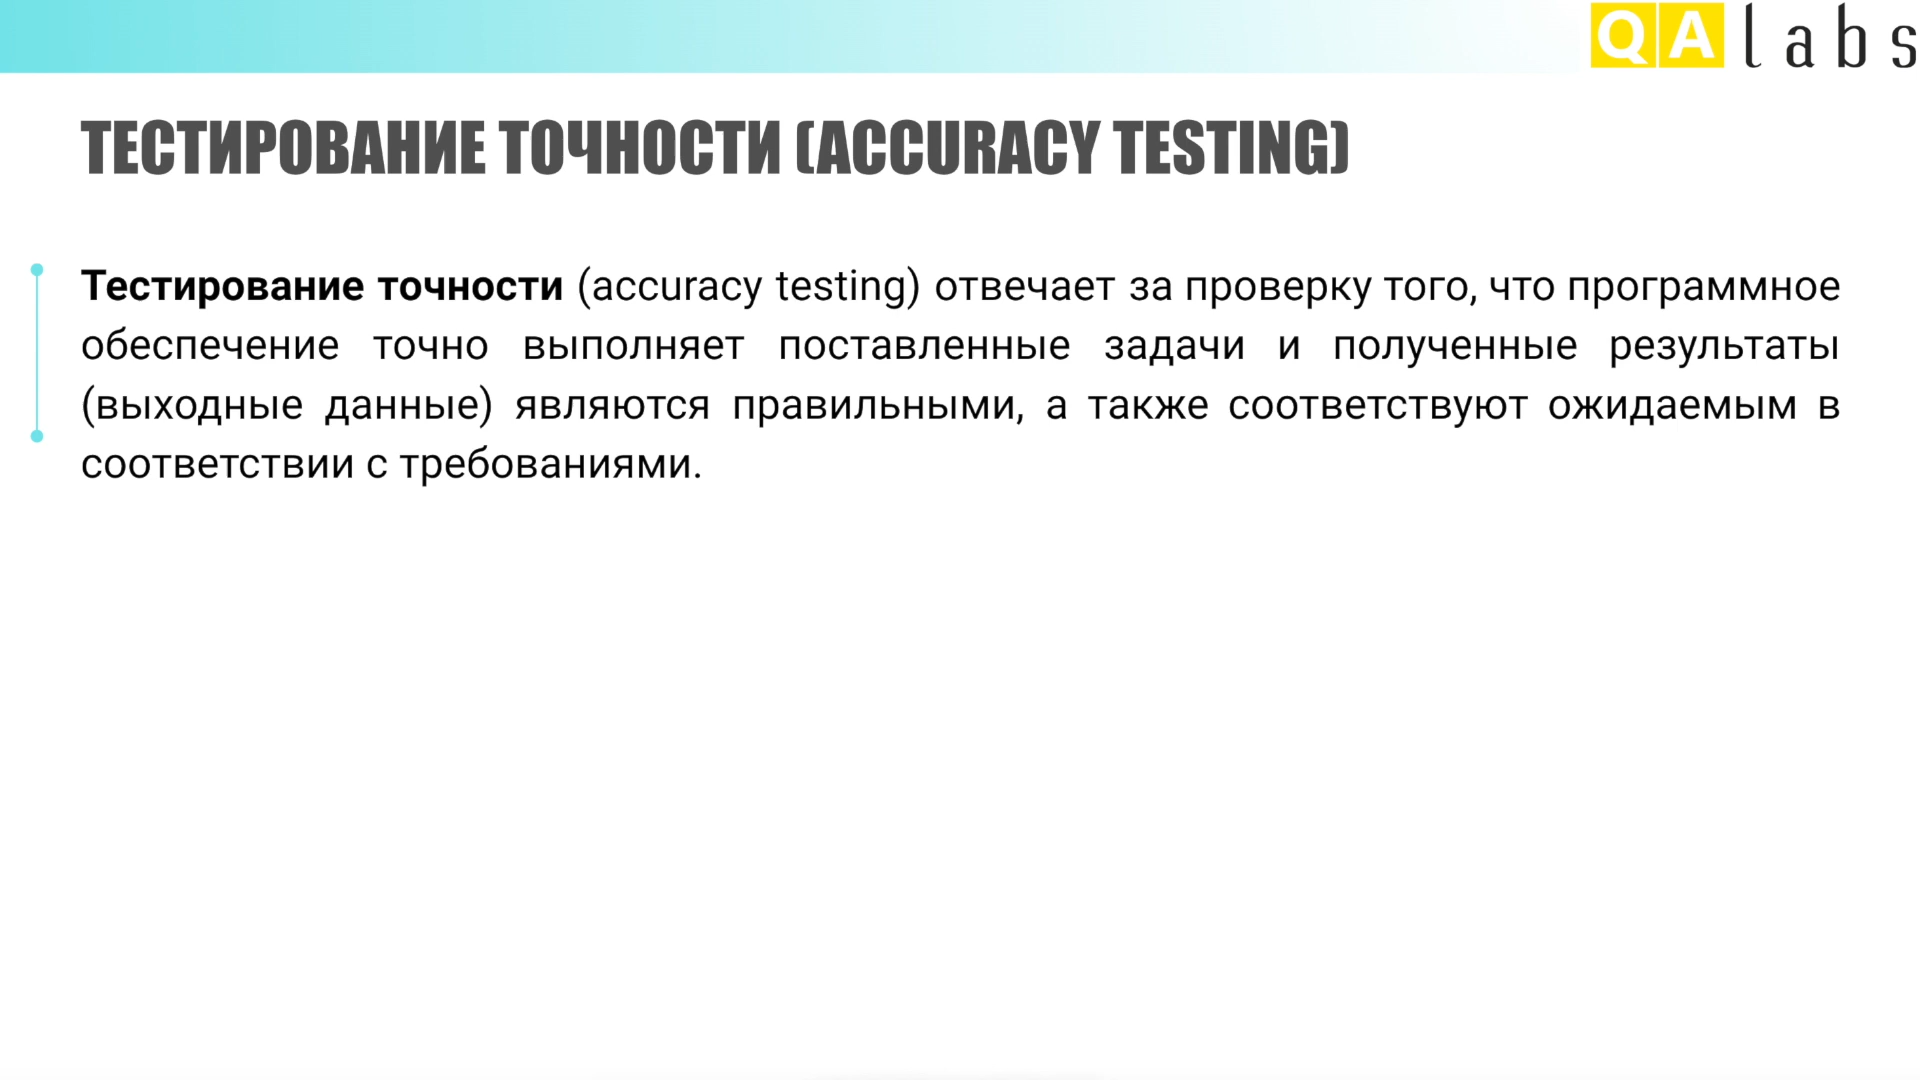 QA labs
ТЕСТИРОВАНИЕ ТОЧНОСТИ (ACCURACY TESTING)
Тестирование точности (accuracy testing) отвечает за проверку того, что программное
обеспечение точно выполняет поставленные задачи и полученные результаты
(выходные данные) являются правильными, а также соответствуют ожидаемым в
соответствии с требованиями.